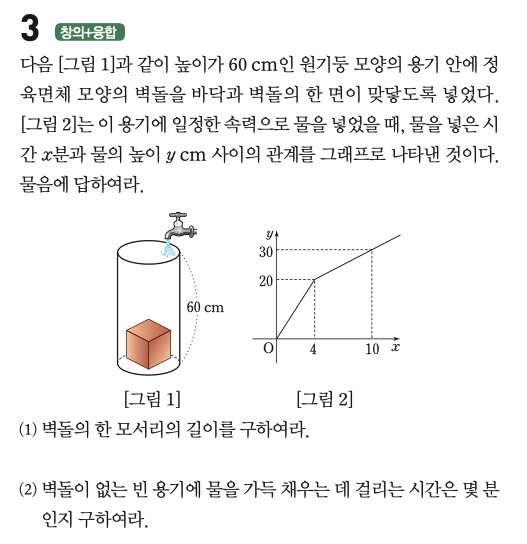 3 창의+융합
다음 [그림 1]과 같이 높이가 60 cm인 원기둥 모양의 용기 안에 정
육면체 모양의 벽돌을 바닥과 벽돌의 한 면이 맞닿도록 넣었다.
[그림 2]는 이 용기에 일정한 속력으로 물을 넣었을 때, 물을 넣은 시
간 x분과 물의 높이 y cm 사이의 관계를 그래프로 나타낸 것이다.
물음에 답하여라.
60 cm
y
30
20
O 4 10 x
[그림 1] [그림 2]
(1) 벽돌의 한 모서리의 길이를 구하여라.
(2) 벽돌이 없는 빈 용기에 물을 가득 채우는 데 걸리는 시간은 몇 분
인지 구하여라.